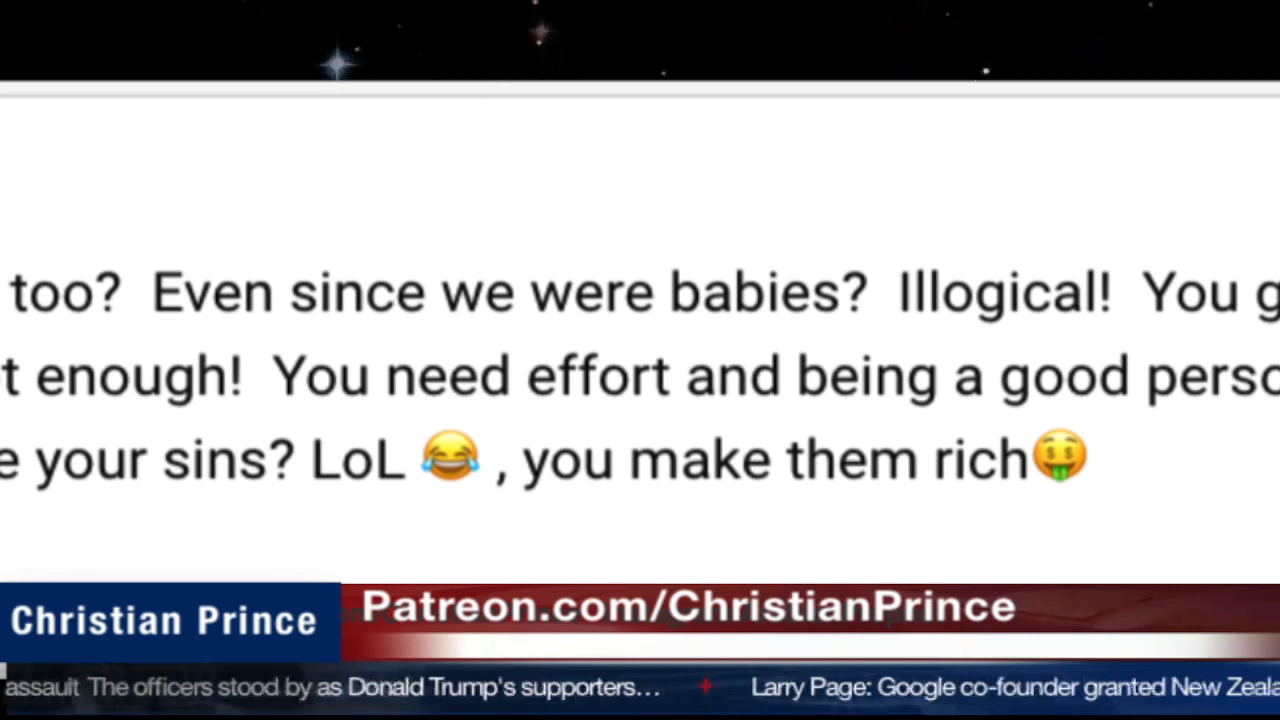 too? Even since we were babies? Illogical! You g
t enough! You need effort and being a good perso
e your sins? LoL 😂 , you make them rich🤑
Christian Prince
Patreon.com/ChristianPrince
assault The officers stood by as Donald Trump's supporters… + Larry Page: Google co-founder granted New Zeala